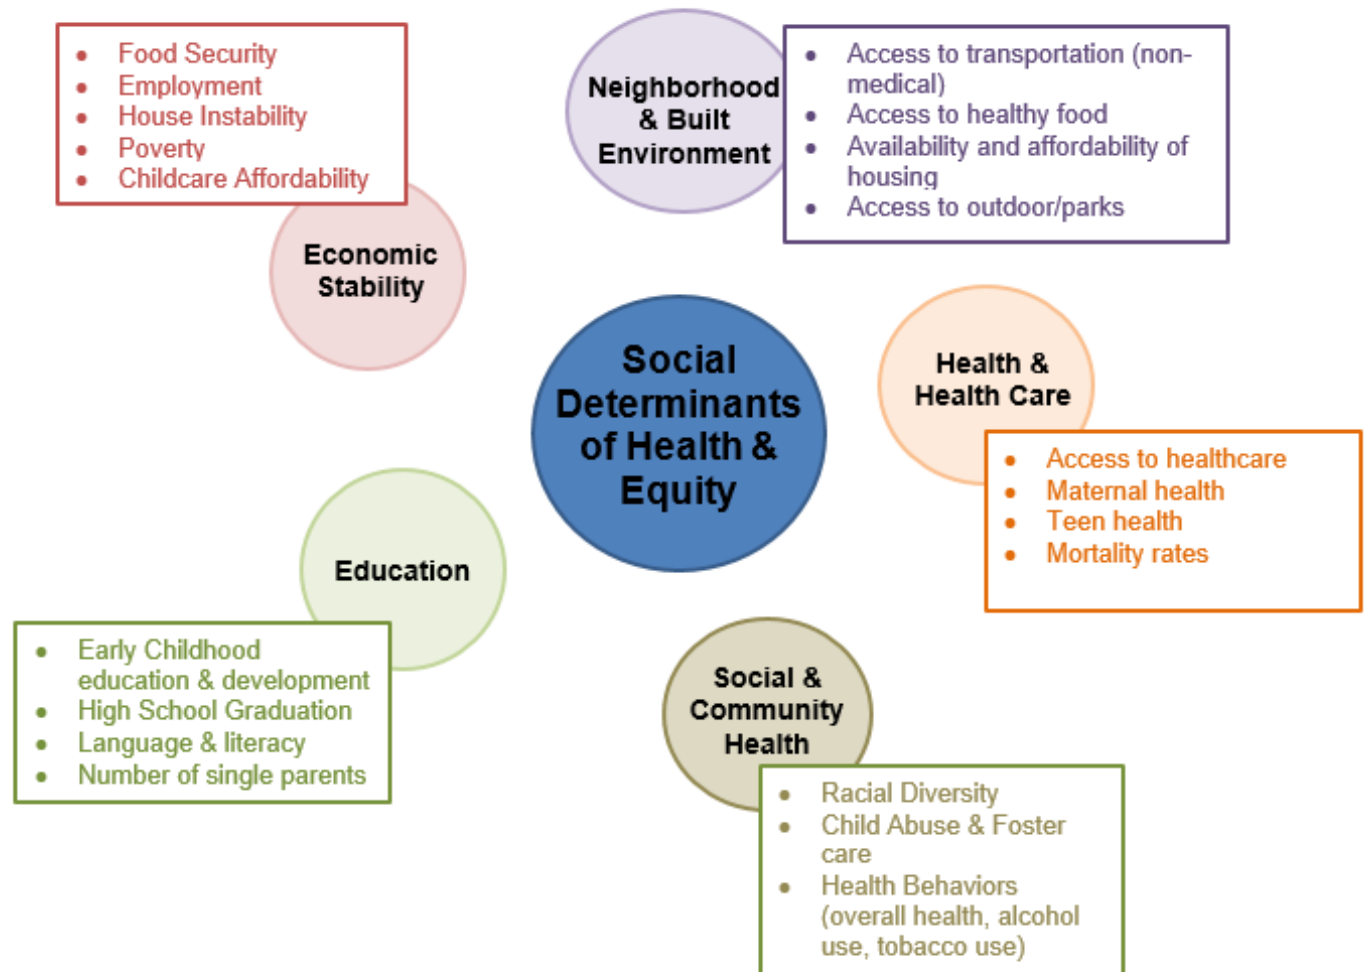 • Food Security
• Employment
• House Instability
• Poverty
• Childcare Affordability
Economic
Stability
Neighborhood
& Built
Environment
• Access to transportation (non-
medical)
• Access to healthy food
• Availability and affordability of
housing
• Access to outdoor/parks
Social
Determinants
of Health &
Equity
Health &
Health Care
• Access to healthcare
• Maternal health
• Teen health
• Mortality rates
Education
• Early Childhood
education & development
• High School Graduation
• Language & literacy
• Number of single parents
Social &
Community
Health
• Racial Diversity
• Child Abuse & Foster
care
• Health Behaviors
(overall health, alcohol
use, tobacco use)